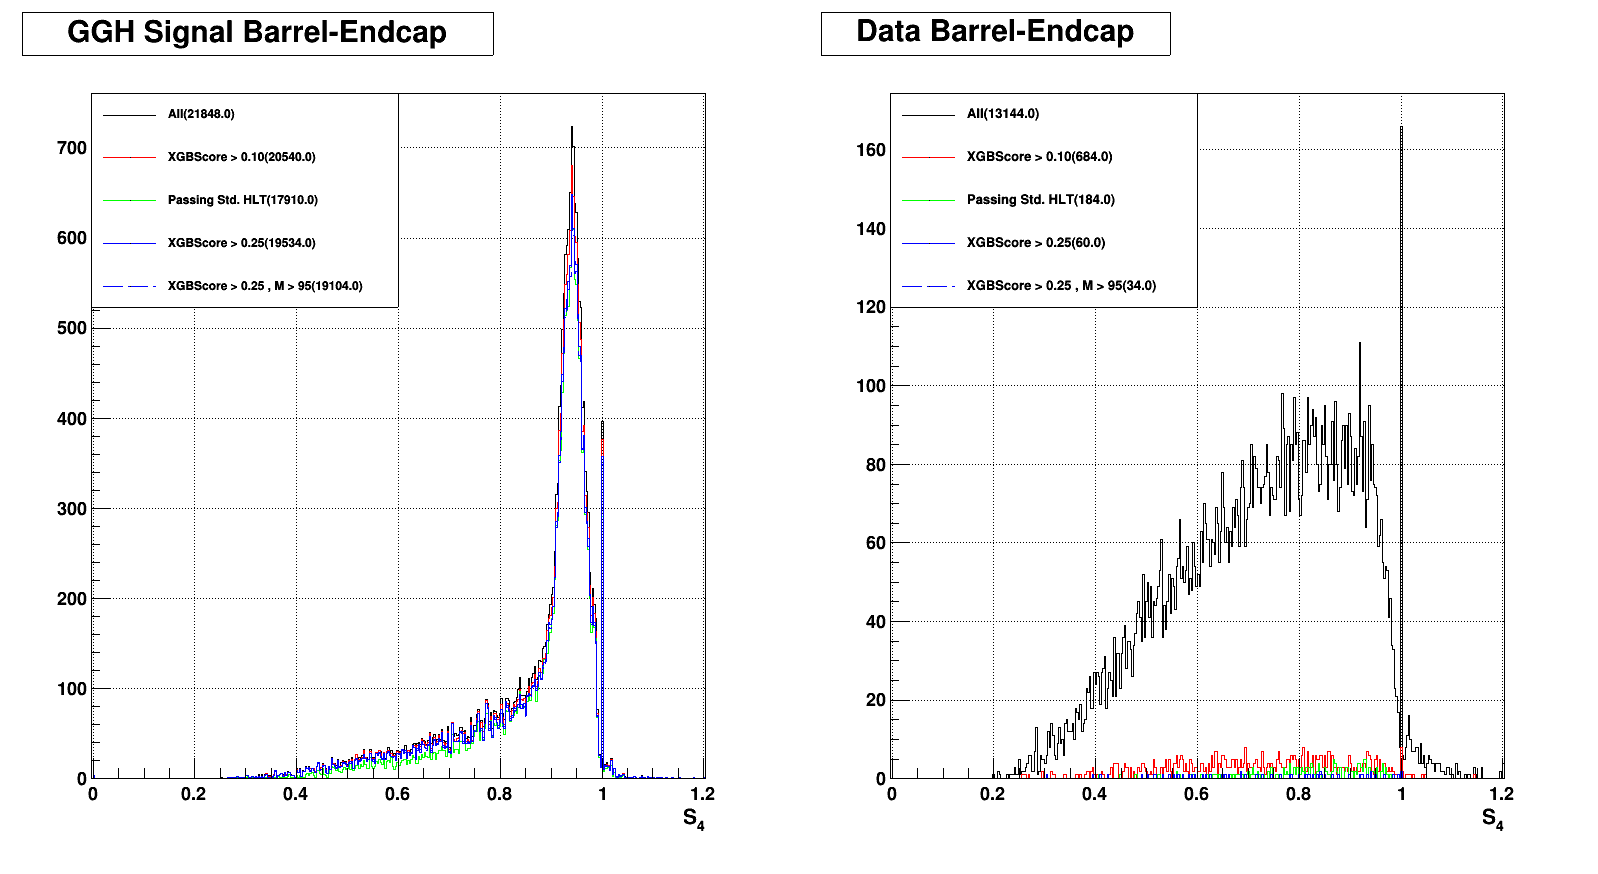 GGH Signal Barrel-Endcap
All(21848.0)
XGBScore > 0.10(20540.0)
Passing Std. HLT(17910.0)
XGBScore > 0.25(19534.0)
XGBScore > 0.25 , M > 95(19104.0)
700
600
500
400
300
200
100
0
0 0.2 0.4 0.6 0.8 1 1.2
S4
Data Barrel-Endcap
All(13144.0)
XGBScore > 0.10(684.0)
Passing Std. HLT(184.0)
XGBScore > 0.25(60.0)
XGBScore > 0.25 , M > 95(34.0)
160
140
120
100
80
60
40
20
0
0 0.2 0.4 0.6 0.8 1 1.2
S4